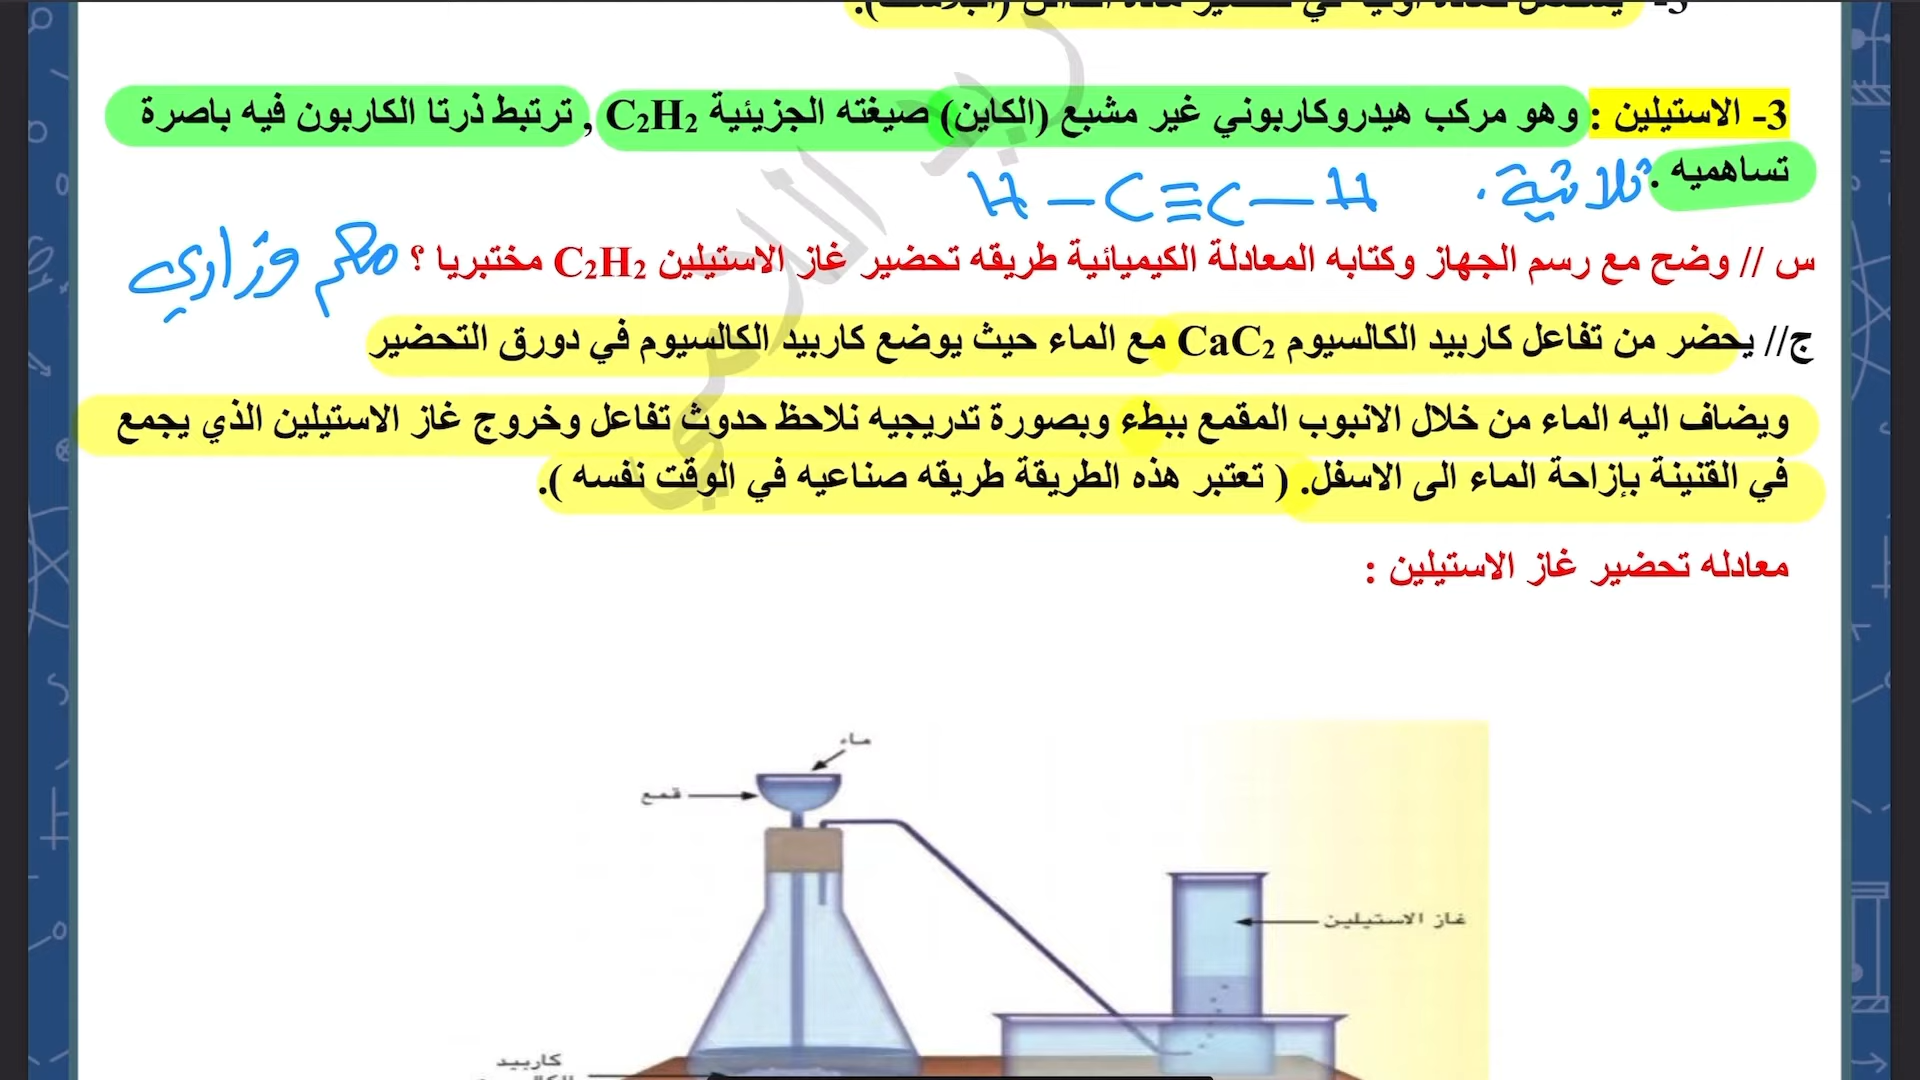 3- الاستيلين : وهو مركب هيدروكاربوني غير مشبع (الكاين) صيغته الجزيئية C₂H₂ , ترتبط ذرتا الكاربون فيه باصرة
تساهميه . ثلاثية .
H – C ≡ C – H
س // وضح مع رسم الجهاز وكتابه المعادلة الكيميائية طريقه تحضير غاز الاستيلين C₂H₂ مختبريا ؟ مهم وزاري
ج// يحضر من تفاعل كاربيد الكالسيوم CaC₂ مع الماء حيث يوضع كاربيد الكالسيوم في دورق التحضير
ويضاف اليه الماء من خلال الانبوب المقمع ببطء وبصورة تدريجيه نلاحظ حدوث تفاعل وخروج غاز الاستيلين الذي يجمع
في القنينة بإزاحة الماء الى الاسفل. ( تعتبر هذه الطريقة طريقه صناعيه في الوقت نفسه ).
معادله تحضير غاز الاستيلين :
ماء
قمع
غاز الاستيلين
كاربيد